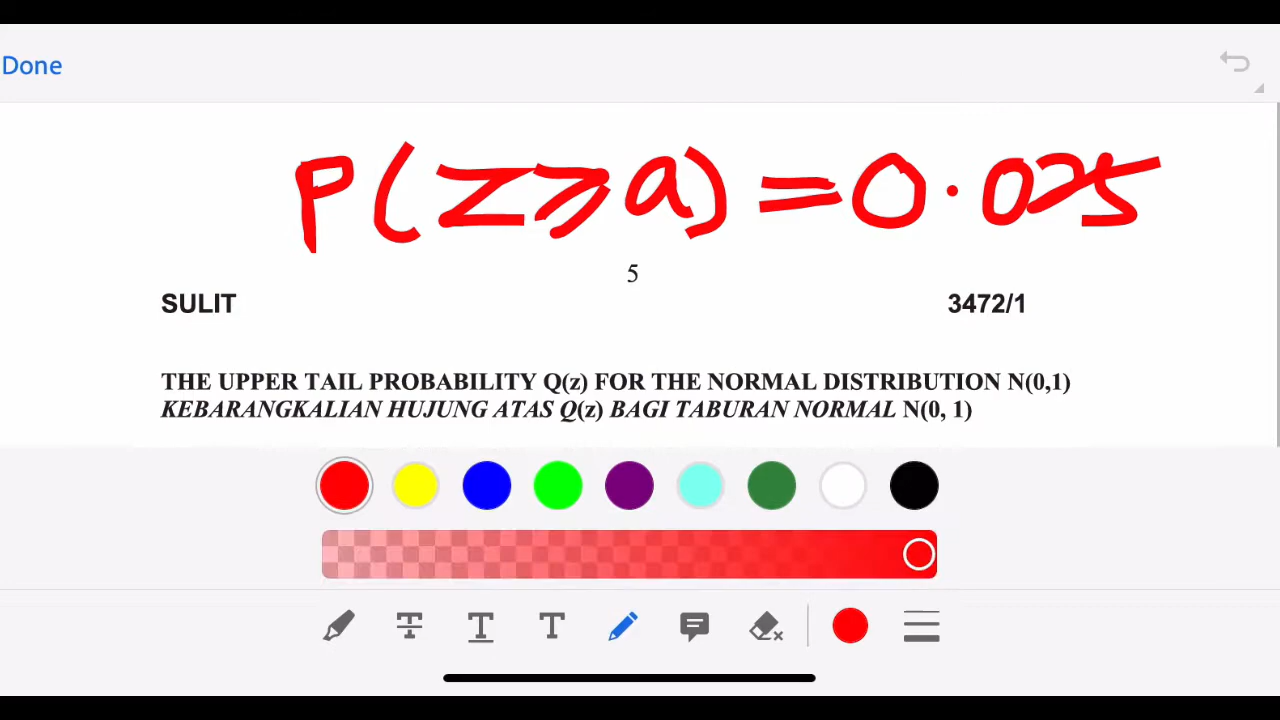 Done
P(Z≥a)=0.025
5
SULIT 3472/1
THE UPPER TAIL PROBABILITY Q(z) FOR THE NORMAL DISTRIBUTION N(0,1)
KEBARANGKALIAN HUJUNG ATAS Q(z) BAGI TABURAN NORMAL N(0, 1)
T T T